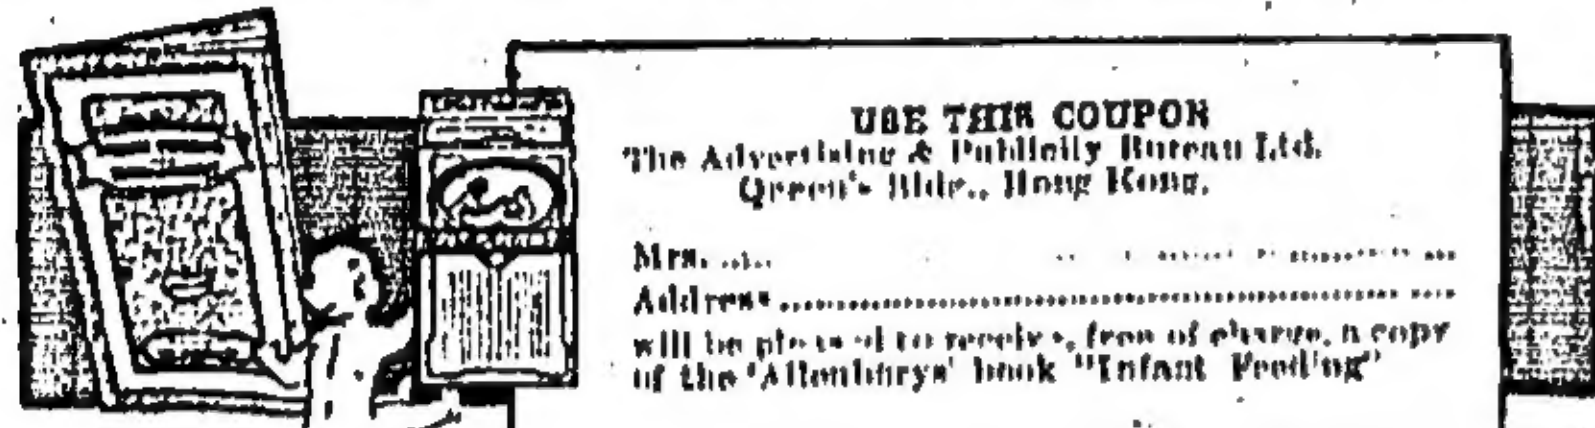 USE THIS COUPON
The Advertising & Publicity Bureau Ltd.
Queen's Bldg., Hong Kong.
Mrs.
Address
will be pleased to receive, free of charge, a copy
of the 'Allenburys' book "Infant Feeding"